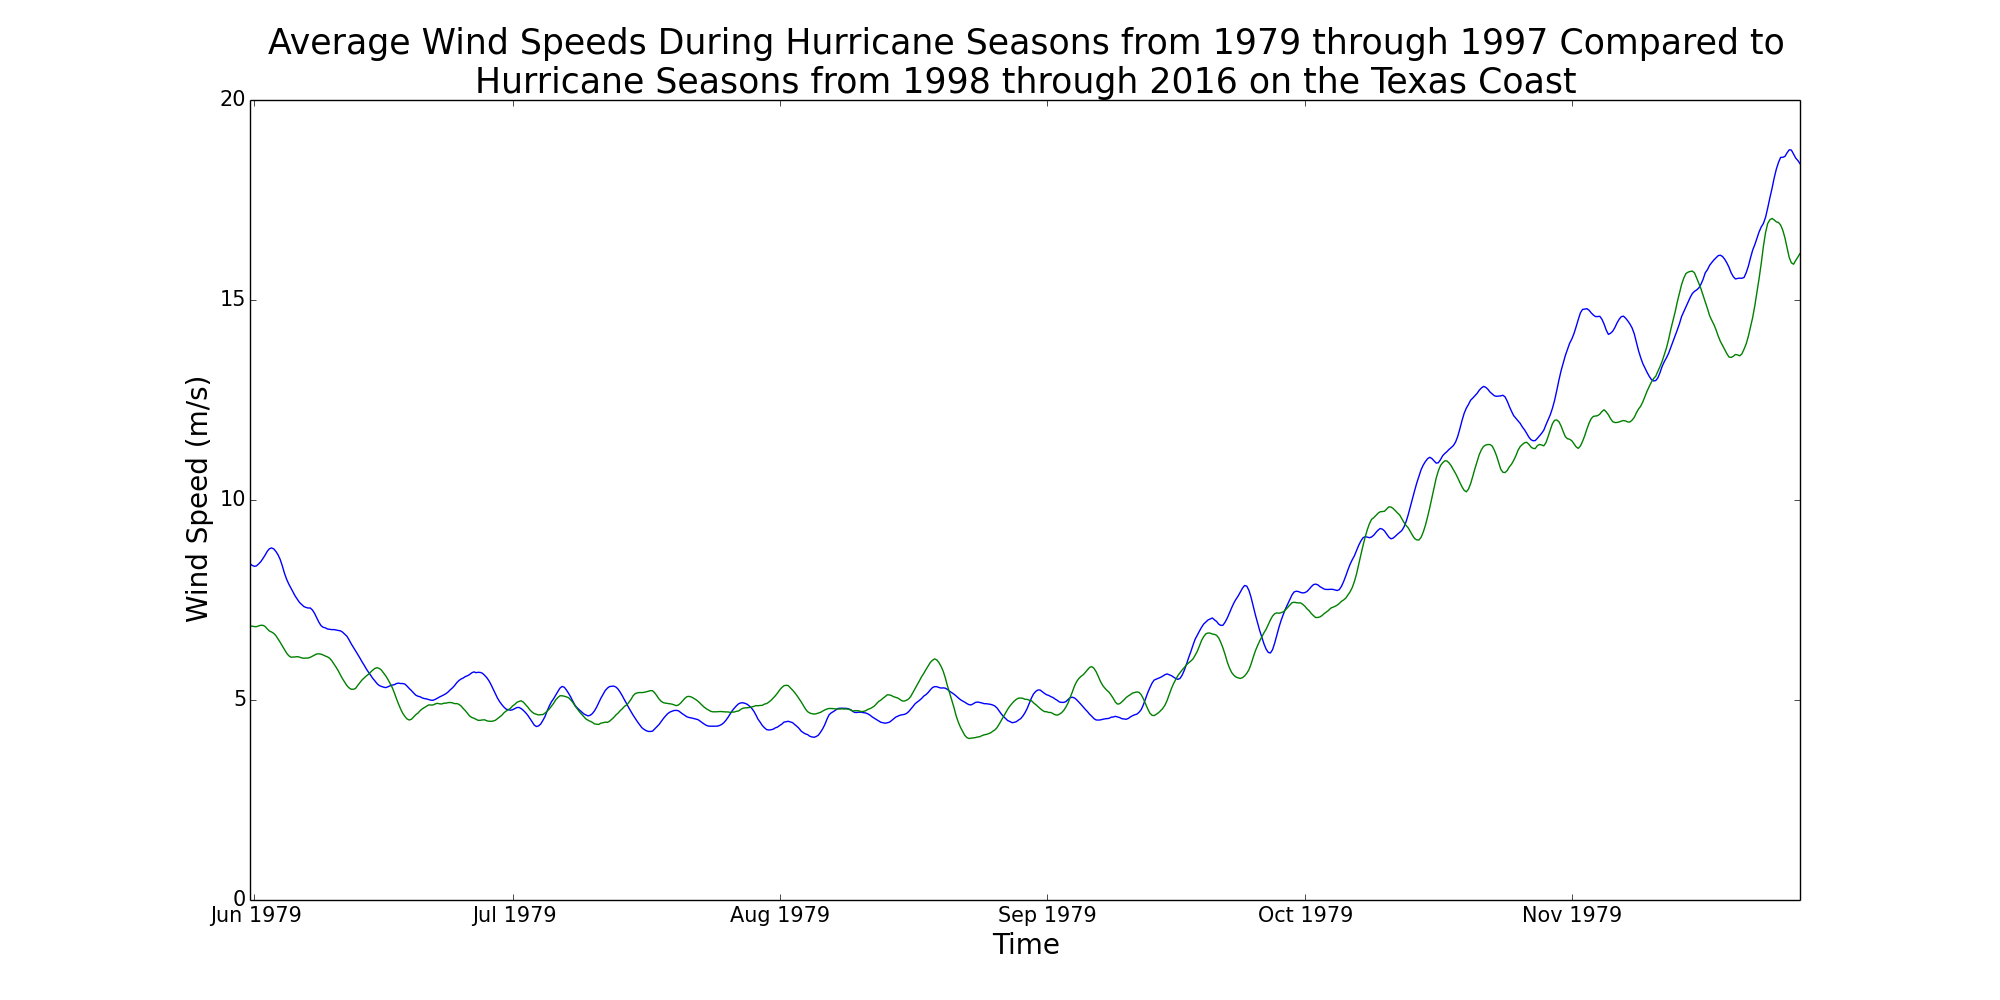 Average Wind Speeds During Hurricane Seasons from 1979 through 1997 Compared to
Hurricane Seasons from 1998 through 2016 on the Texas Coast
20
15
10
5
0
Wind Speed (m/s)
Jun 1979 Jul 1979 Aug 1979 Sep 1979 Oct 1979 Nov 1979
Time